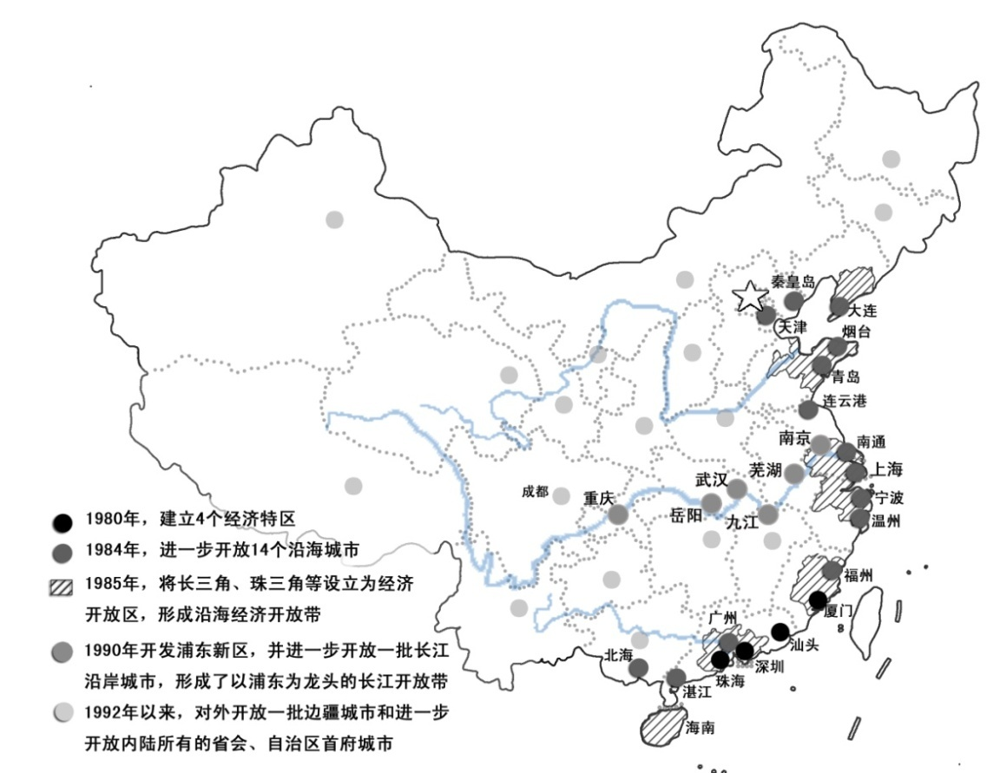 秦皇岛
大连
天津
烟台
青岛
连云港
南京
南通
芜湖
上海
武汉
成都
重庆
宁波
岳阳
九江
温州
福州
厦门
广州
汕头
北海
深圳
珠海
湛江
海南
1980年，建立4个经济特区
1984年，进一步开放14个沿海城市
1985年，将长三角、珠三角等设立为经济
开放区，形成沿海经济开放带
1990年开发浦东新区，并进一步开放一批长江
沿岸城市，形成了以浦东为龙头的长江开放带
1992年以来，对外开放一批边疆城市和进一步
开放内陆所有的省会、自治区首府城市